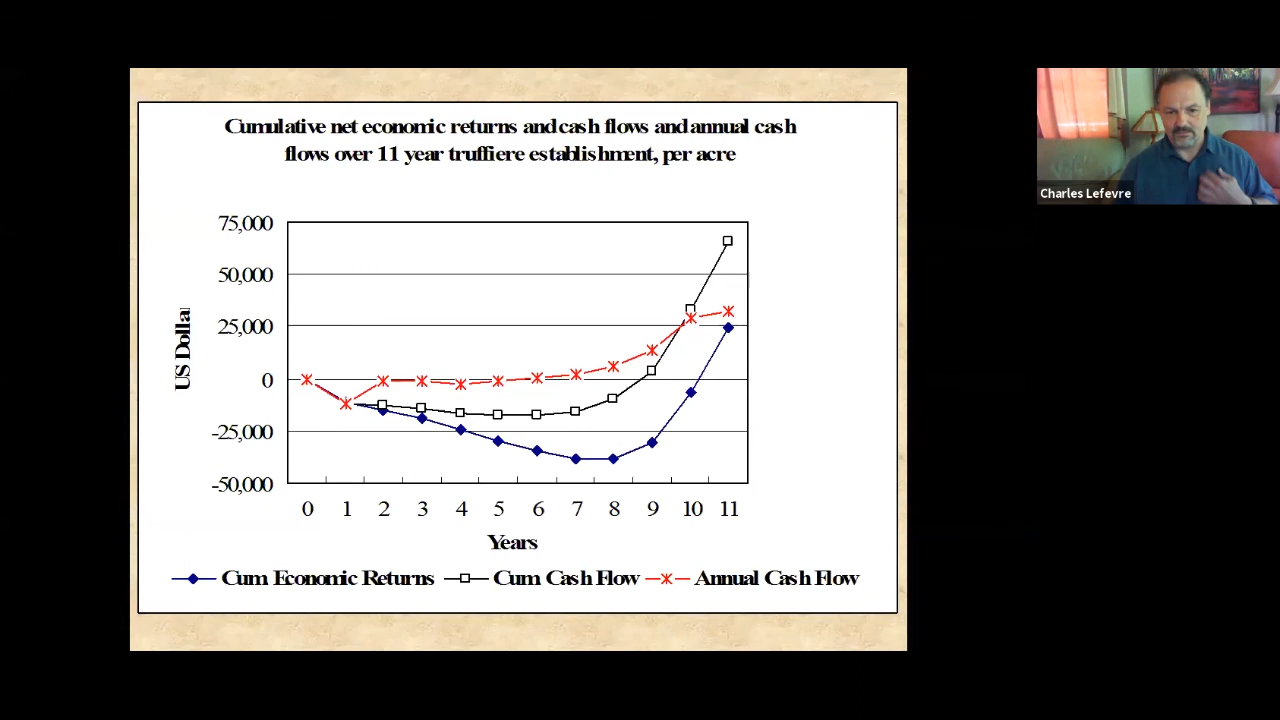 Cumulative net economic returns and cash flows and annual cash
flows over 11 year truffiere establishment, per acre
75,000
50,000
25,000
0
-25,000
-50,000
US Dolla
0 1 2 3 4 5 6 7 8 9 10 11
Years
Cum Economic Returns Cum Cash Flow Annual Cash Flow
Charles Lefevre